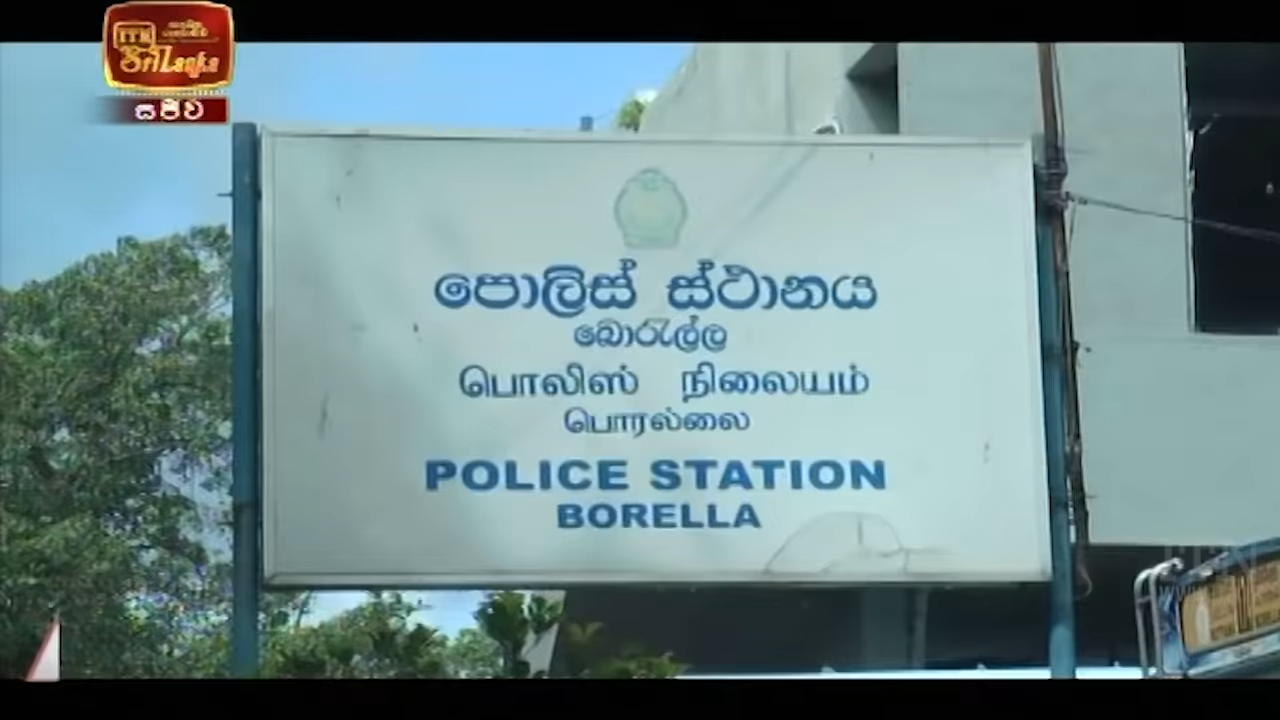 ITN
Sri Lanka
සජීව
පොලිස් ස්ථානය
බොරැල්ල
பொலிஸ் நிலையம்
பொரல்லை
POLICE STATION
BORELLA